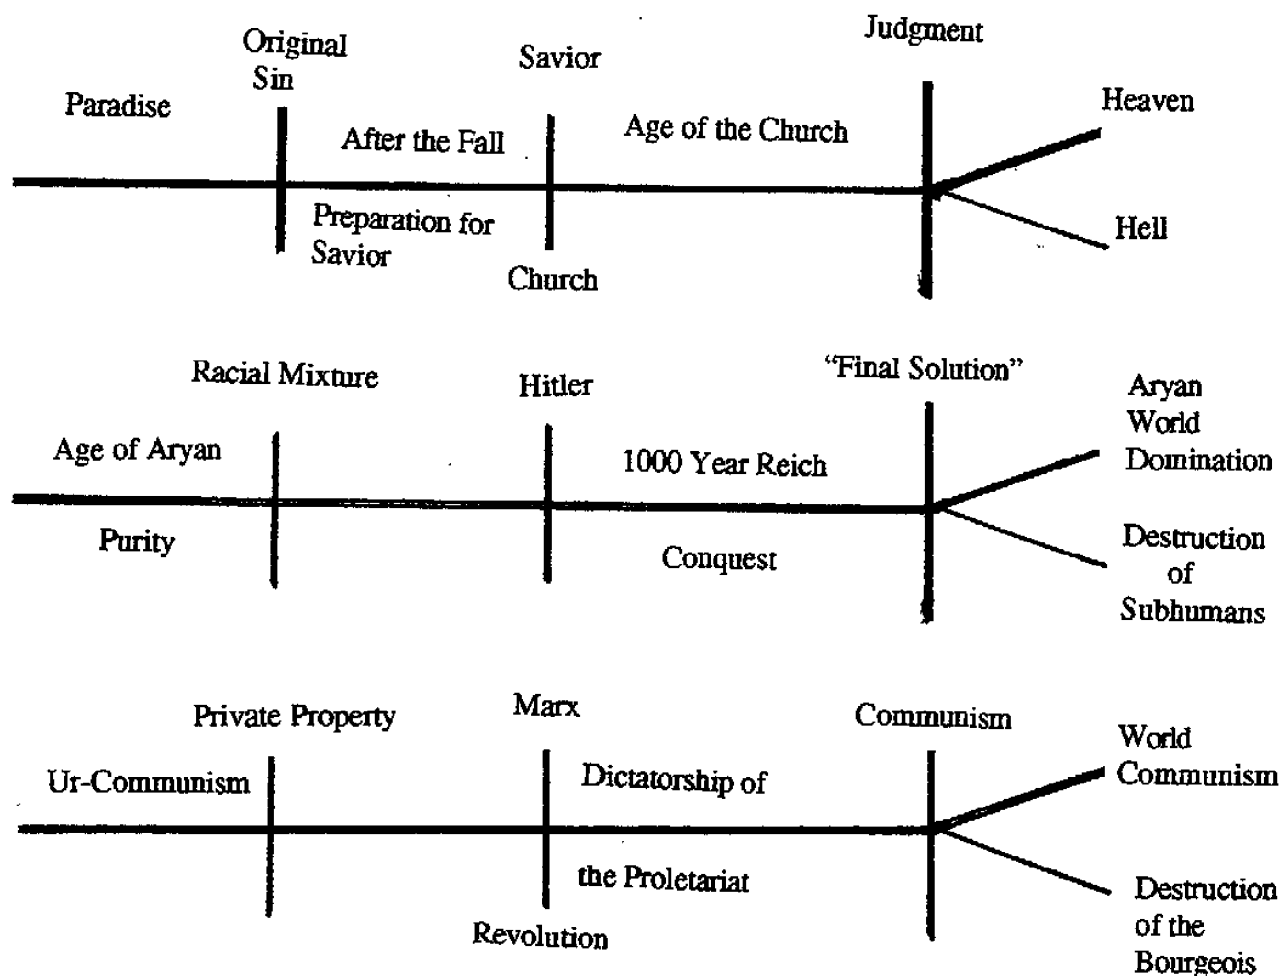 Original
Sin
Savior
Judgment
Paradise
After the Fall
Age of the Church
Heaven
Preparation for
Savior
Church
Hell
Racial Mixture
Hitler
“Final Solution”
Aryan
World
Domination
Age of Aryan
1000 Year Reich
Purity
Conquest
Destruction
of
Subhumans
Private Property
Marx
Communism
World
Communism
Ur-Communism
Dictatorship of
the Proletariat
Revolution
Destruction
of the
Bourgeois